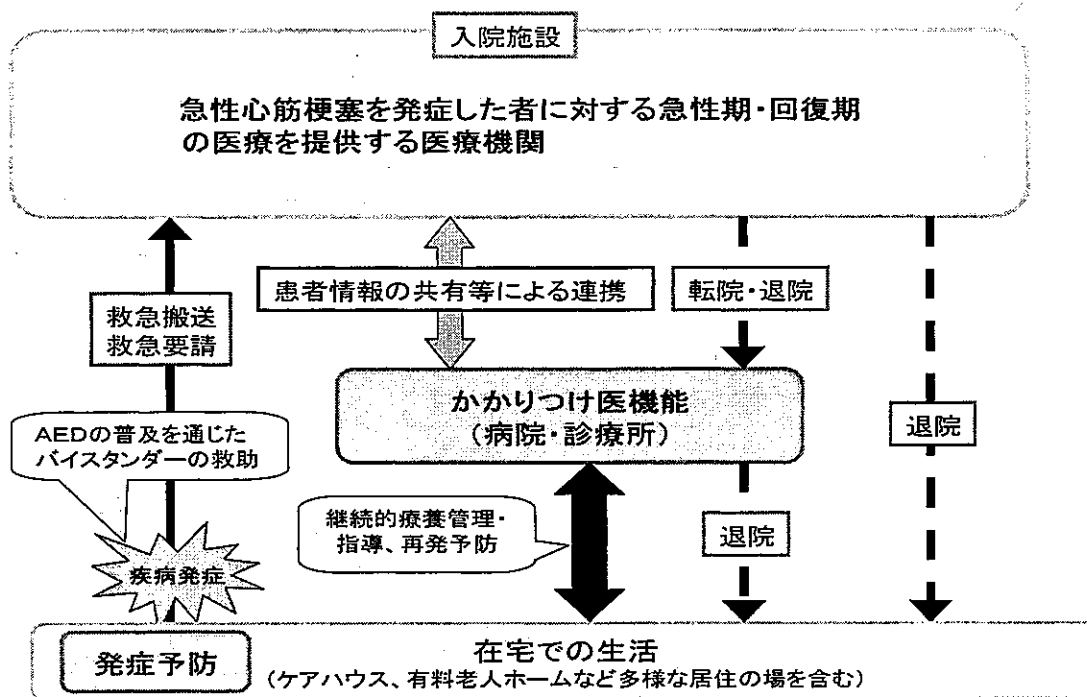 入院施設
急性心筋梗塞を発症した者に対する急性期・回復期
の医療を提供する医療機関
救急搬送
救急要請
患者情報の共有等による連携
転院・退院
かかりつけ医機能
（病院・診療所）
退院
AEDの普及を通じた
バイスタンダーの救助
継続的療養管理・
指導、再発予防
退院
疾病発症
発症予防
在宅での生活
（ケアハウス、有料老人ホームなど多様な居住の場を含む）